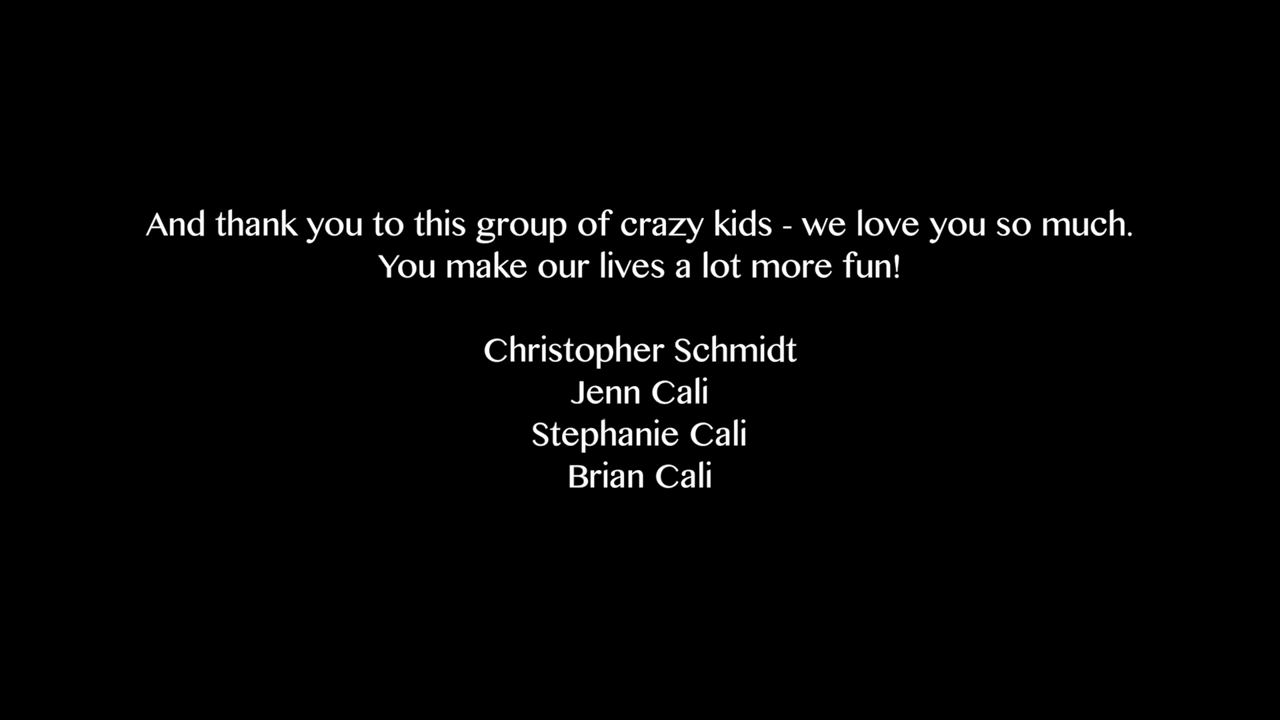 And thank you to this group of crazy kids - we love you so much.
You make our lives a lot more fun!
Christopher Schmidt
Jenn Cali
Stephanie Cali
Brian Cali